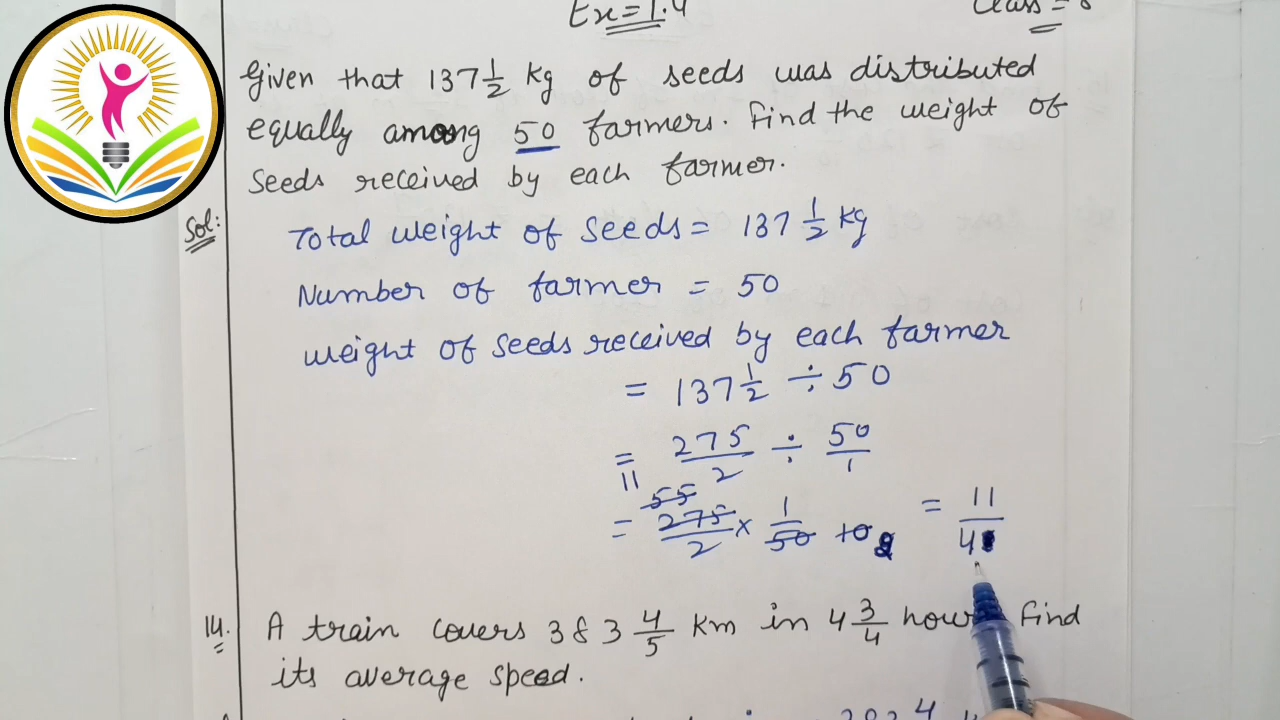 Ex = 1.4
Class = 8
Given that 137 1/2 kg of seeds was distributed
equally among 50 farmers. Find the weight of
seeds received by each farmer.
Sol:
Total weight of seeds = 137 1/2 kg
Number of farmer = 50
weight of seeds received by each farmer
= 137 1/2 ÷ 50
= 275/2 ÷ 50/1
11
55
= 275/2 × 1/50 10 2 = 11/4
14. A train covers 383 4/5 km in 4 3/4 hours Find
its average speed.